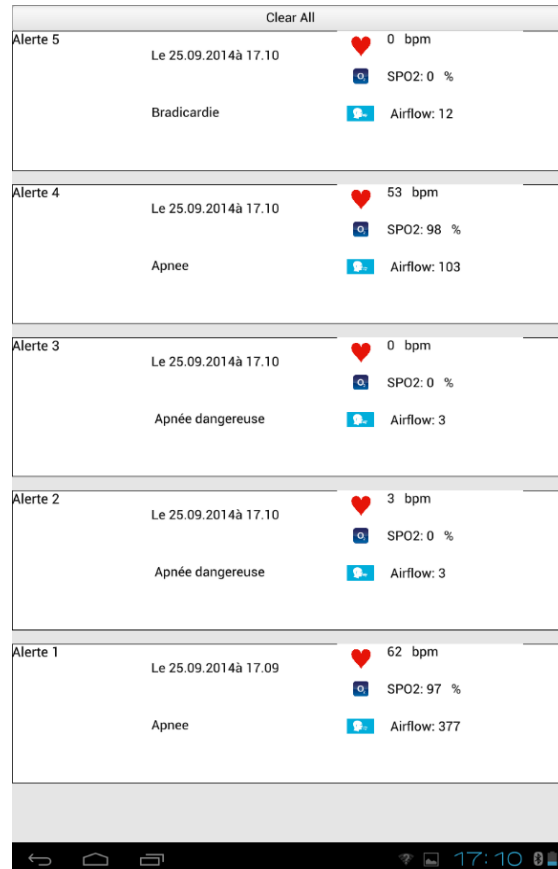 Clear All
Alerte 5
Le 25.09.2014à 17.10
0 bpm
SPO2: 0 %
Bradicardie
Airflow: 12
Alerte 4
Le 25.09.2014à 17.10
53 bpm
SPO2: 98 %
Apnee
Airflow: 103
Alerte 3
Le 25.09.2014à 17.10
0 bpm
SPO2: 0 %
Apnée dangereuse
Airflow: 3
Alerte 2
Le 25.09.2014à 17.10
3 bpm
SPO2: 0 %
Apnée dangereuse
Airflow: 3
Alerte 1
Le 25.09.2014à 17.09
62 bpm
SPO2: 97 %
Apnee
Airflow: 377
17:10